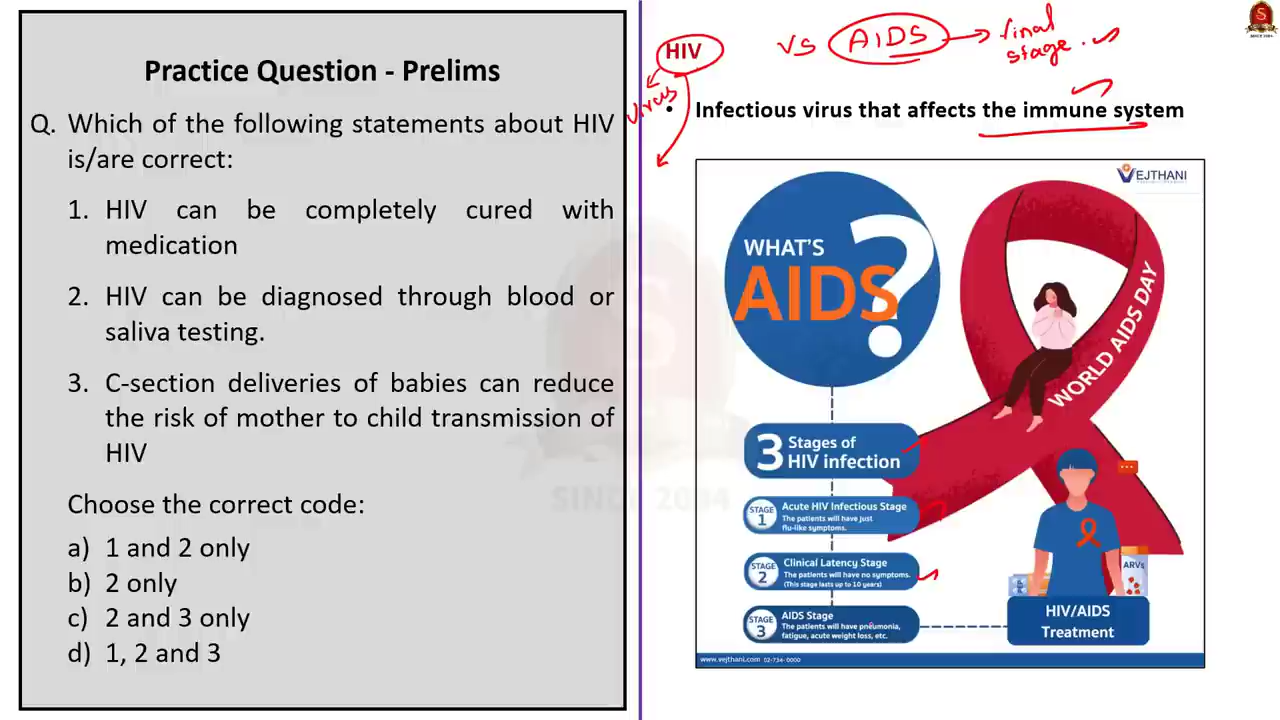 Practice Question - Prelims
Q. Which of the following statements about HIV
is/are correct:
1. HIV can be completely cured with
medication
2. HIV can be diagnosed through blood or
saliva testing.
3. C-section deliveries of babies can reduce
the risk of mother to child transmission of
HIV
Choose the correct code:
a) 1 and 2 only
b) 2 only
c) 2 and 3 only
d) 1, 2 and 3
HIV vs AIDS → final
stage.
virus
• Infectious virus that affects the immune system
VEJTHANI
WHAT'S
AIDS?
WORLD AIDS DAY
3 Stages of
HIV infection
STAGE 1
Acute HIV Infectious Stage
The patients will have just
flu-like symptoms.
STAGE 2
Clinical Latency Stage
The patients will have no symptoms.
(This stage lasts up to 10 years)
STAGE 3
AIDS Stage
The patients will have pneumonia,
fatigue, acute weight loss, etc.
ARVs
HIV/AIDS
Treatment
www.vejthani.com 02-734-0000
S
SINCE 2004
S
SINCE 2004